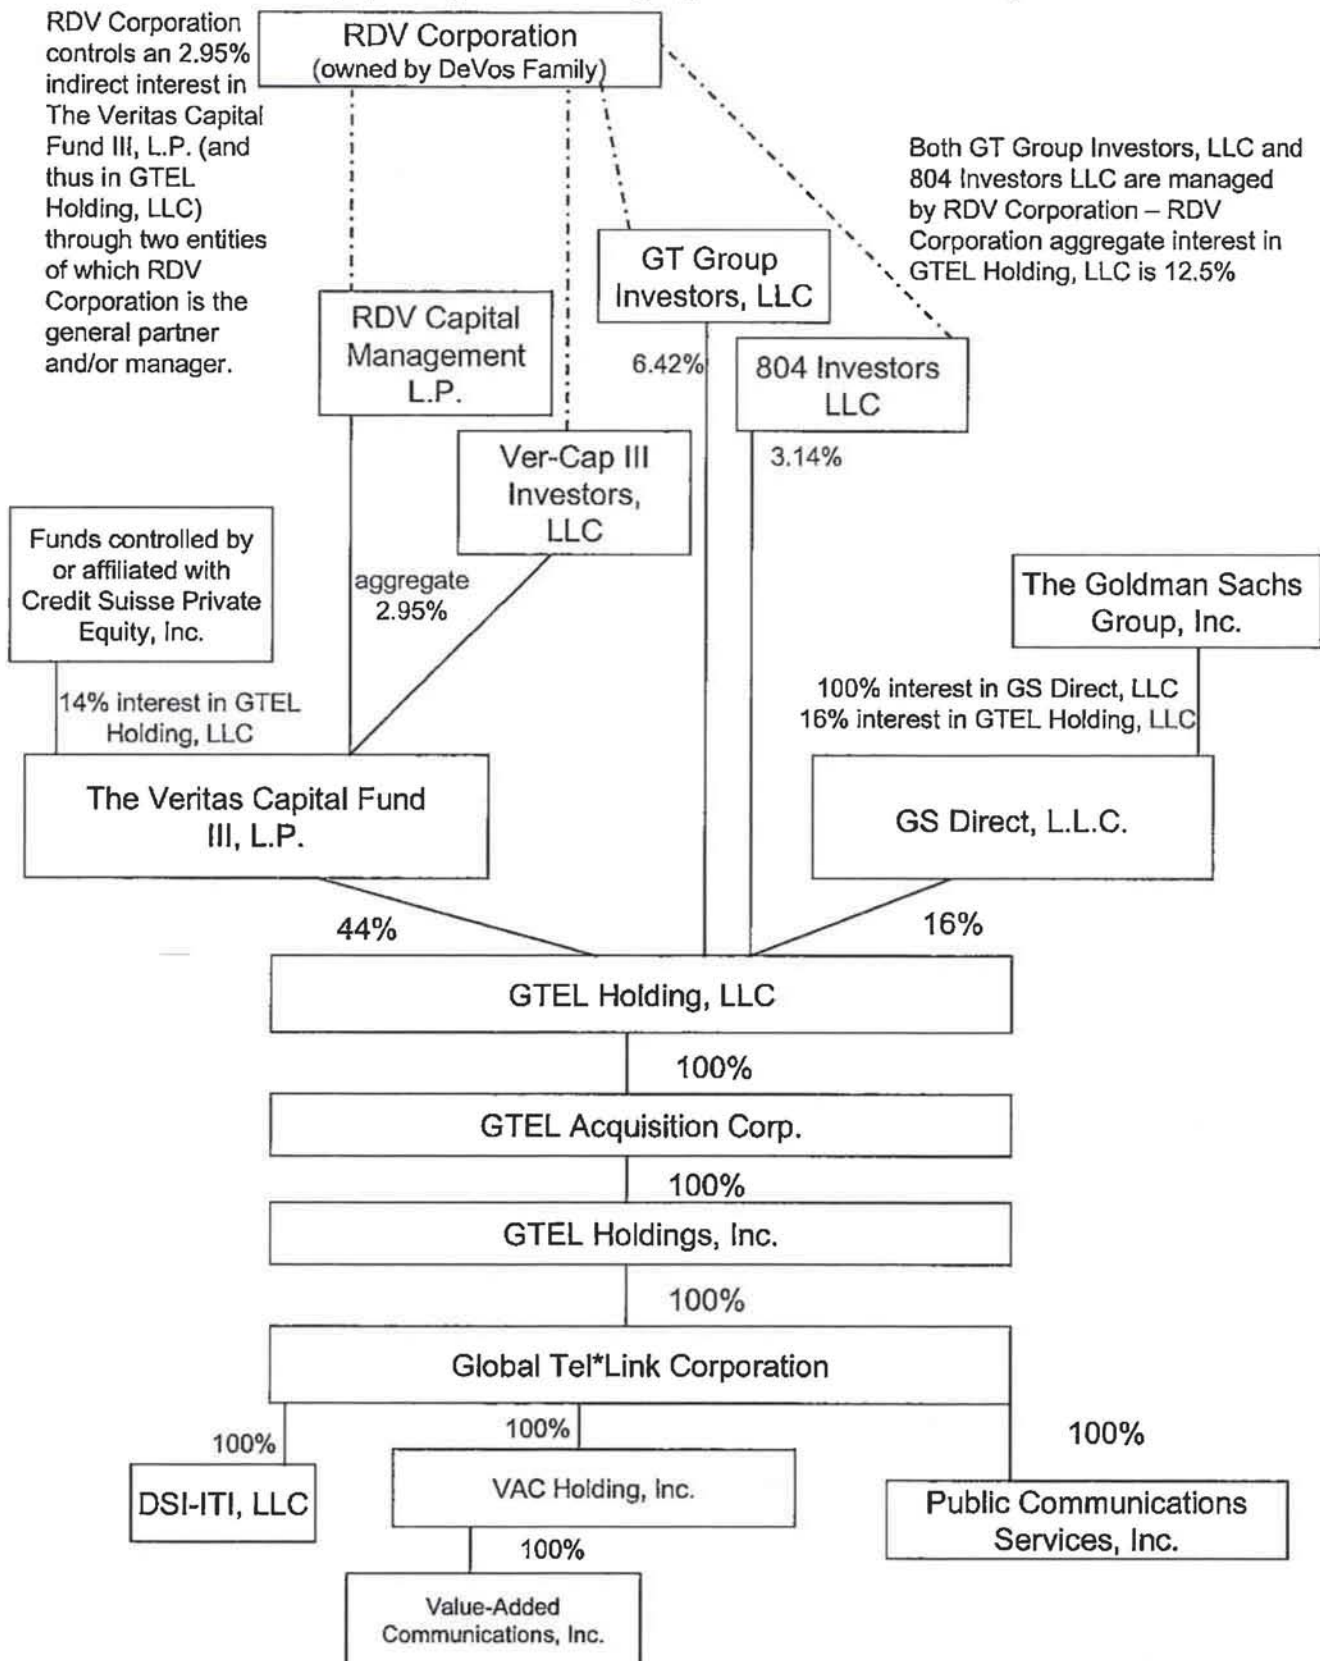 RDV Corporation
controls an 2.95%
indirect interest in
The Veritas Capital
Fund III, L.P. (and
thus in GTEL
Holding, LLC)
through two entities
of which RDV
Corporation is the
general partner
and/or manager.
RDV Corporation
(owned by DeVos Family)
Both GT Group Investors, LLC and
804 Investors LLC are managed
by RDV Corporation – RDV
Corporation aggregate interest in
GTEL Holding, LLC is 12.5%
GT Group
Investors, LLC
RDV Capital
Management
L.P.
6.42%
804 Investors
LLC
3.14%
Ver-Cap III
Investors,
LLC
Funds controlled by
or affiliated with
Credit Suisse Private
Equity, Inc.
aggregate
2.95%
The Goldman Sachs
Group, Inc.
14% interest in GTEL
Holding, LLC
100% interest in GS Direct, LLC
16% interest in GTEL Holding, LLC
The Veritas Capital Fund
III, L.P.
GS Direct, L.L.C.
44%
16%
GTEL Holding, LLC
100%
GTEL Acquisition Corp.
100%
GTEL Holdings, Inc.
100%
Global Tel*Link Corporation
100%
100%
100%
DSI-ITI, LLC
VAC Holding, Inc.
Public Communications
Services, Inc.
100%
Value-Added
Communications, Inc.